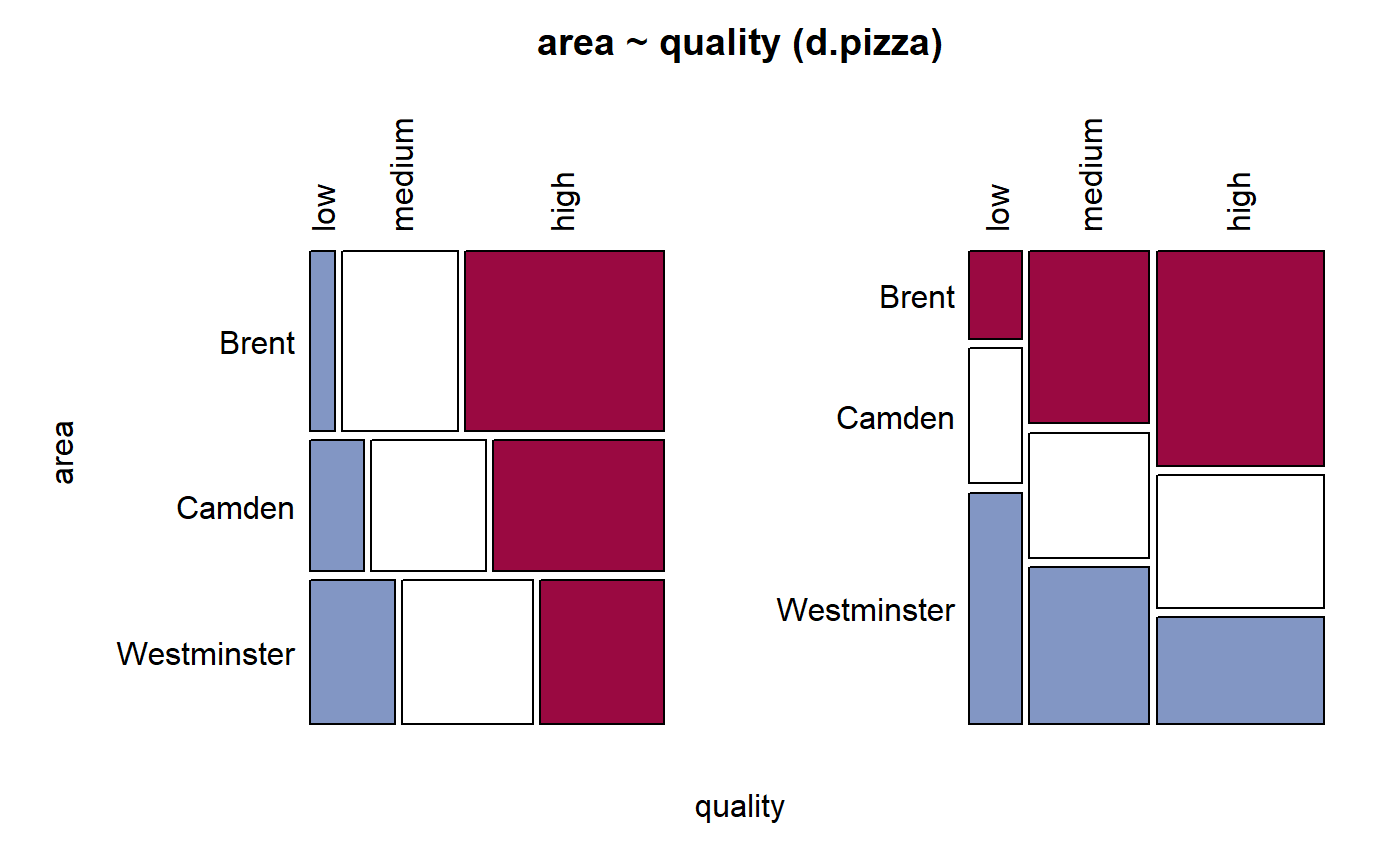 area ~ quality (d.pizza)
low
medium
high
Brent
Camden
Westminster
area
low
medium
high
Brent
Camden
Westminster
quality